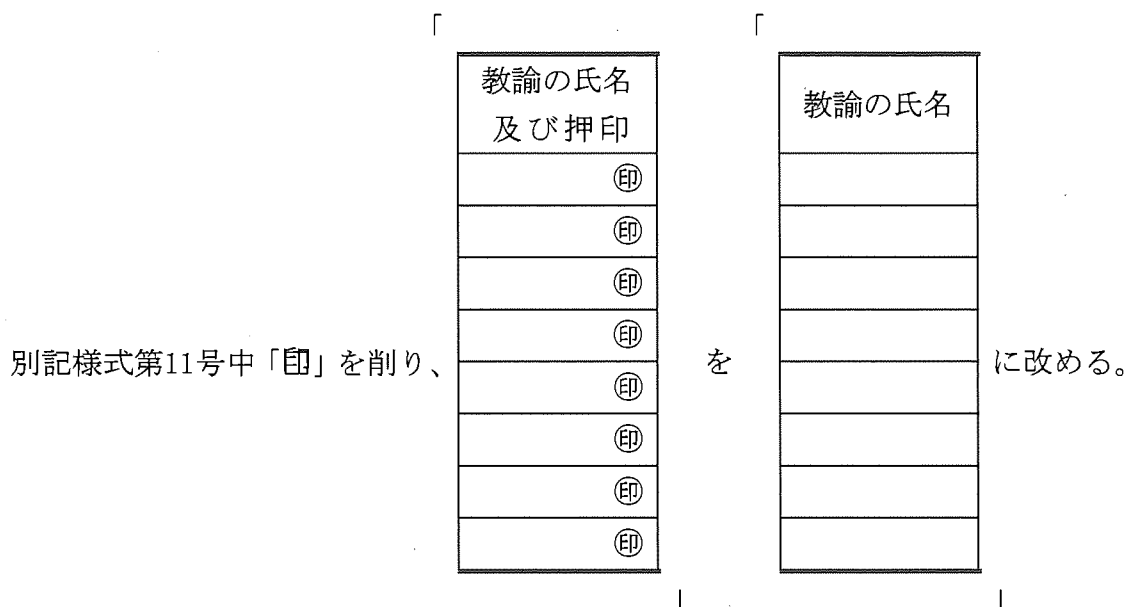 別記様式第11号中「印」を削り、
「
教諭の氏名
及び押印
㊞
㊞
㊞
㊞
㊞
㊞
㊞
㊞
」
を
「
教諭の氏名
」
に改める。